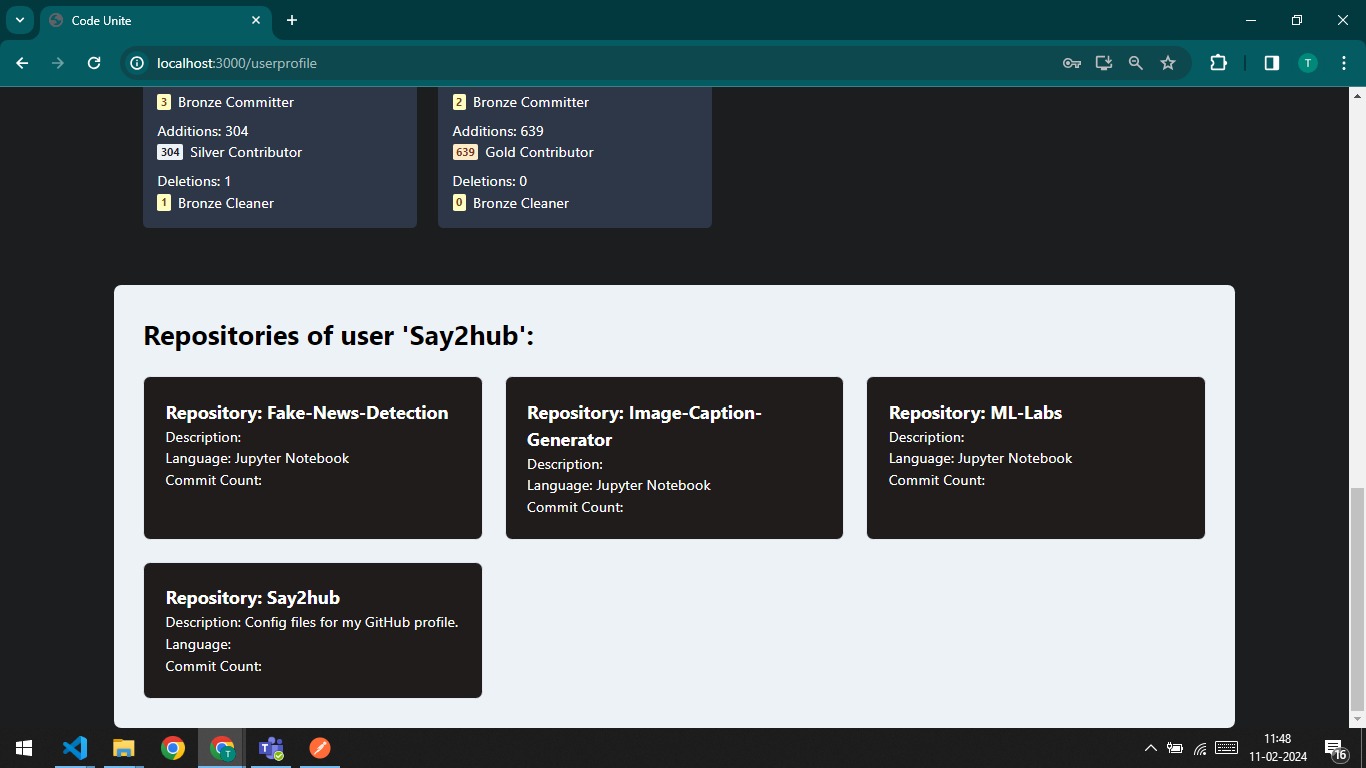 Code Unite
localhost:3000/userprofile
T
3 Bronze Committer
Additions: 304
304 Silver Contributor
Deletions: 1
1 Bronze Cleaner
2 Bronze Committer
Additions: 639
639 Gold Contributor
Deletions: 0
0 Bronze Cleaner
Repositories of user 'Say2hub':
Repository: Fake-News-Detection
Description:
Language: Jupyter Notebook
Commit Count:
Repository: Image-Caption-
Generator
Description:
Language: Jupyter Notebook
Commit Count:
Repository: ML-Labs
Description:
Language: Jupyter Notebook
Commit Count:
Repository: Say2hub
Description: Config files for my GitHub profile.
Language:
Commit Count:
T
T
11:48
11-02-2024
16